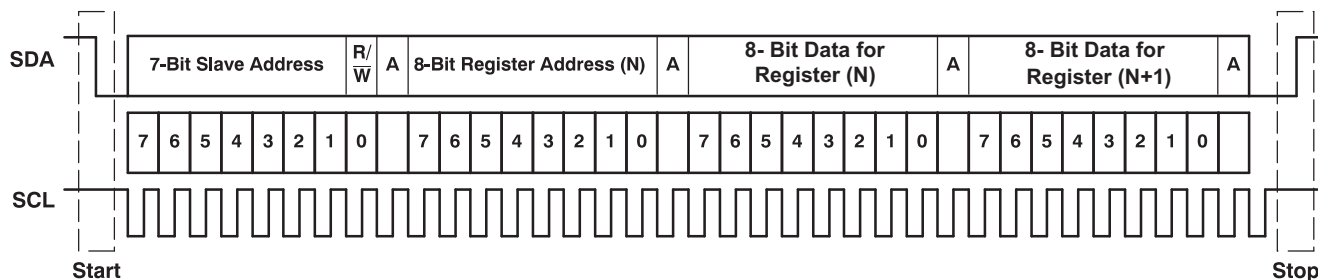 SDA
7-Bit Slave Address
R/
W
A
8-Bit Register Address (N)
A
8- Bit Data for
Register (N)
A
8- Bit Data for
Register (N+1)
A
7 6 5 4 3 2 1 0 7 6 5 4 3 2 1 0 7 6 5 4 3 2 1 0 7 6 5 4 3 2 1 0
SCL
Start
Stop